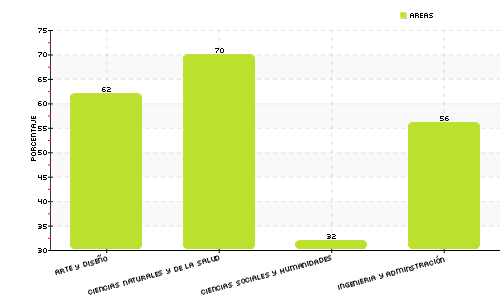 AREAS
PORCENTAJE
75
70
65
60
55
50
45
40
35
30
62
70
32
56
ARTE Y DISEÑO
CIENCIAS NATURALES Y DE LA SALUD
CIENCIAS SOCIALES Y HUMANIDADES
INGENIERIA Y ADMINSTRACIÓN